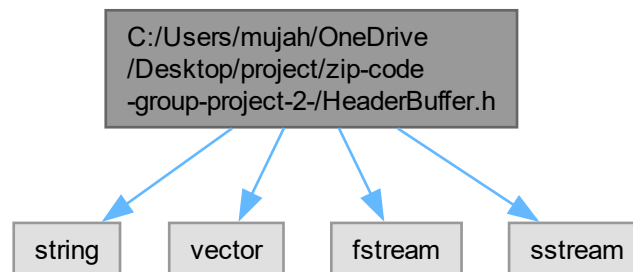 C:/Users/mujah/OneDrive
/Desktop/project/zip-code
-group-project-2-/HeaderBuffer.h
string
vector
fstream
sstream